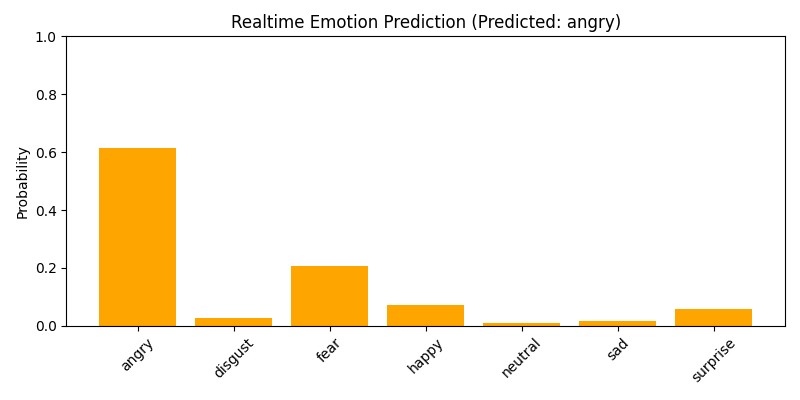 Realtime Emotion Prediction (Predicted: angry)
Probability
1.0
0.8
0.6
0.4
0.2
0.0
angry
disgust
fear
happy
neutral
sad
surprise